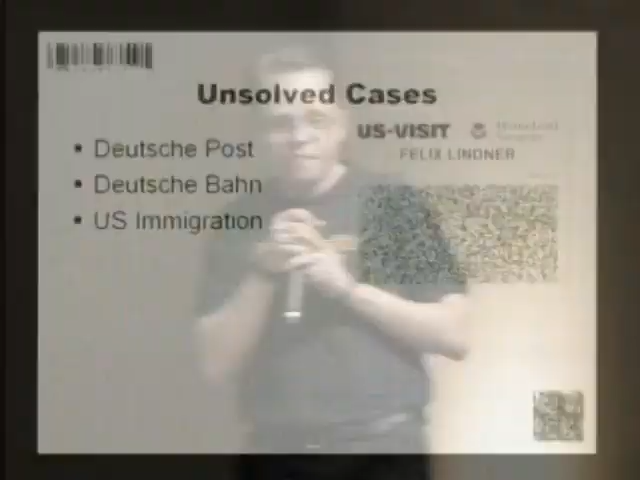 Unsolved Cases
US-VISIT
FELIX LINDNER
• Deutsche Post
• Deutsche Bahn
• US Immigration